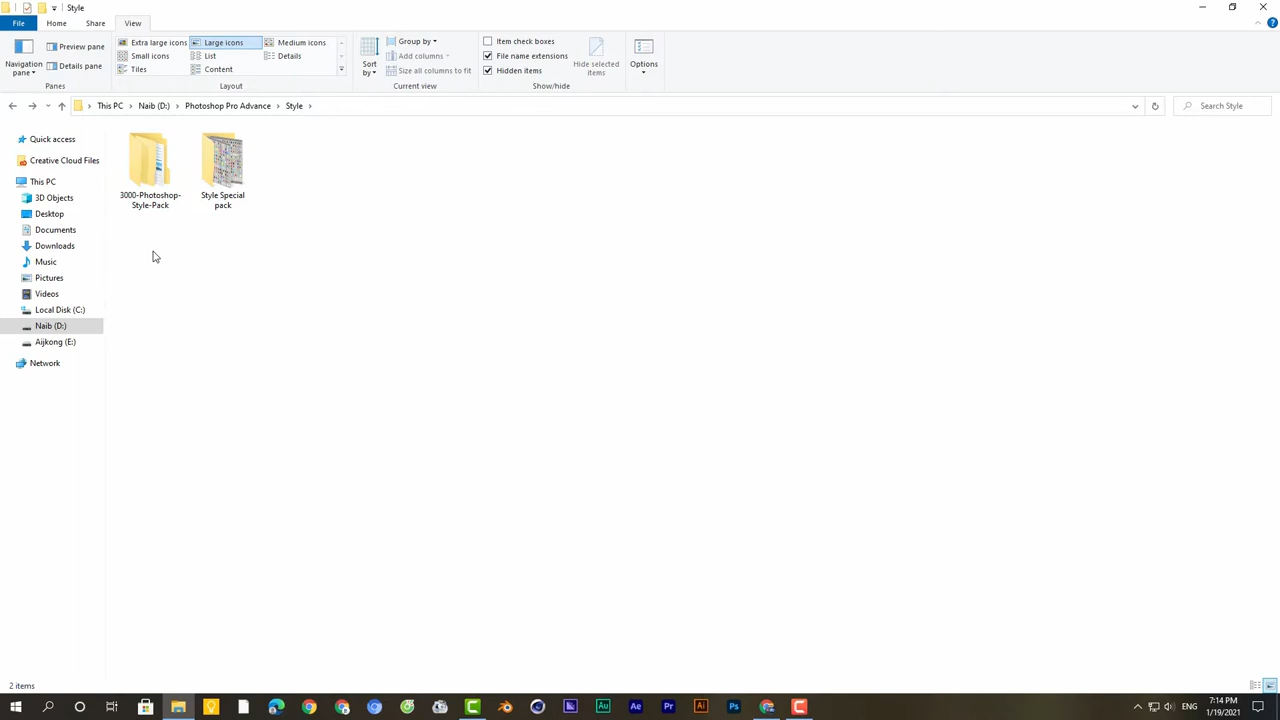 Style
File Home Share View
Navigation pane
Preview pane
Details pane
Panes
Extra large icons Large icons Medium icons
Small icons List Details
Tiles Content
Layout
Sort by
Group by
Add columns
Size all columns to fit
Current view
Item check boxes
File name extensions
Hidden items
Hide selected items
Show/hide
Options
This PC Naib (D:) Photoshop Pro Advance Style
Search Style
Quick access
Creative Cloud Files
This PC
3D Objects
Desktop
Documents
Downloads
Music
Pictures
Videos
Local Disk (C:)
Naib (D:)
Aijkong (E:)
Network
3000-Photoshop-
Style-Pack
Style Special
pack
2 items
Au Ae Pr Ai Ps
ENG
7:14 PM
1/19/2021